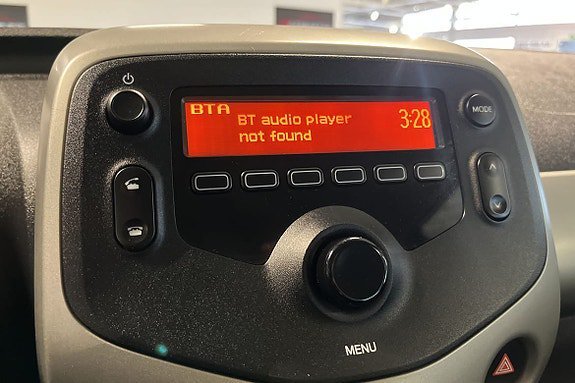 BTA
BT audio player
not found
3:28
MODE
MENU